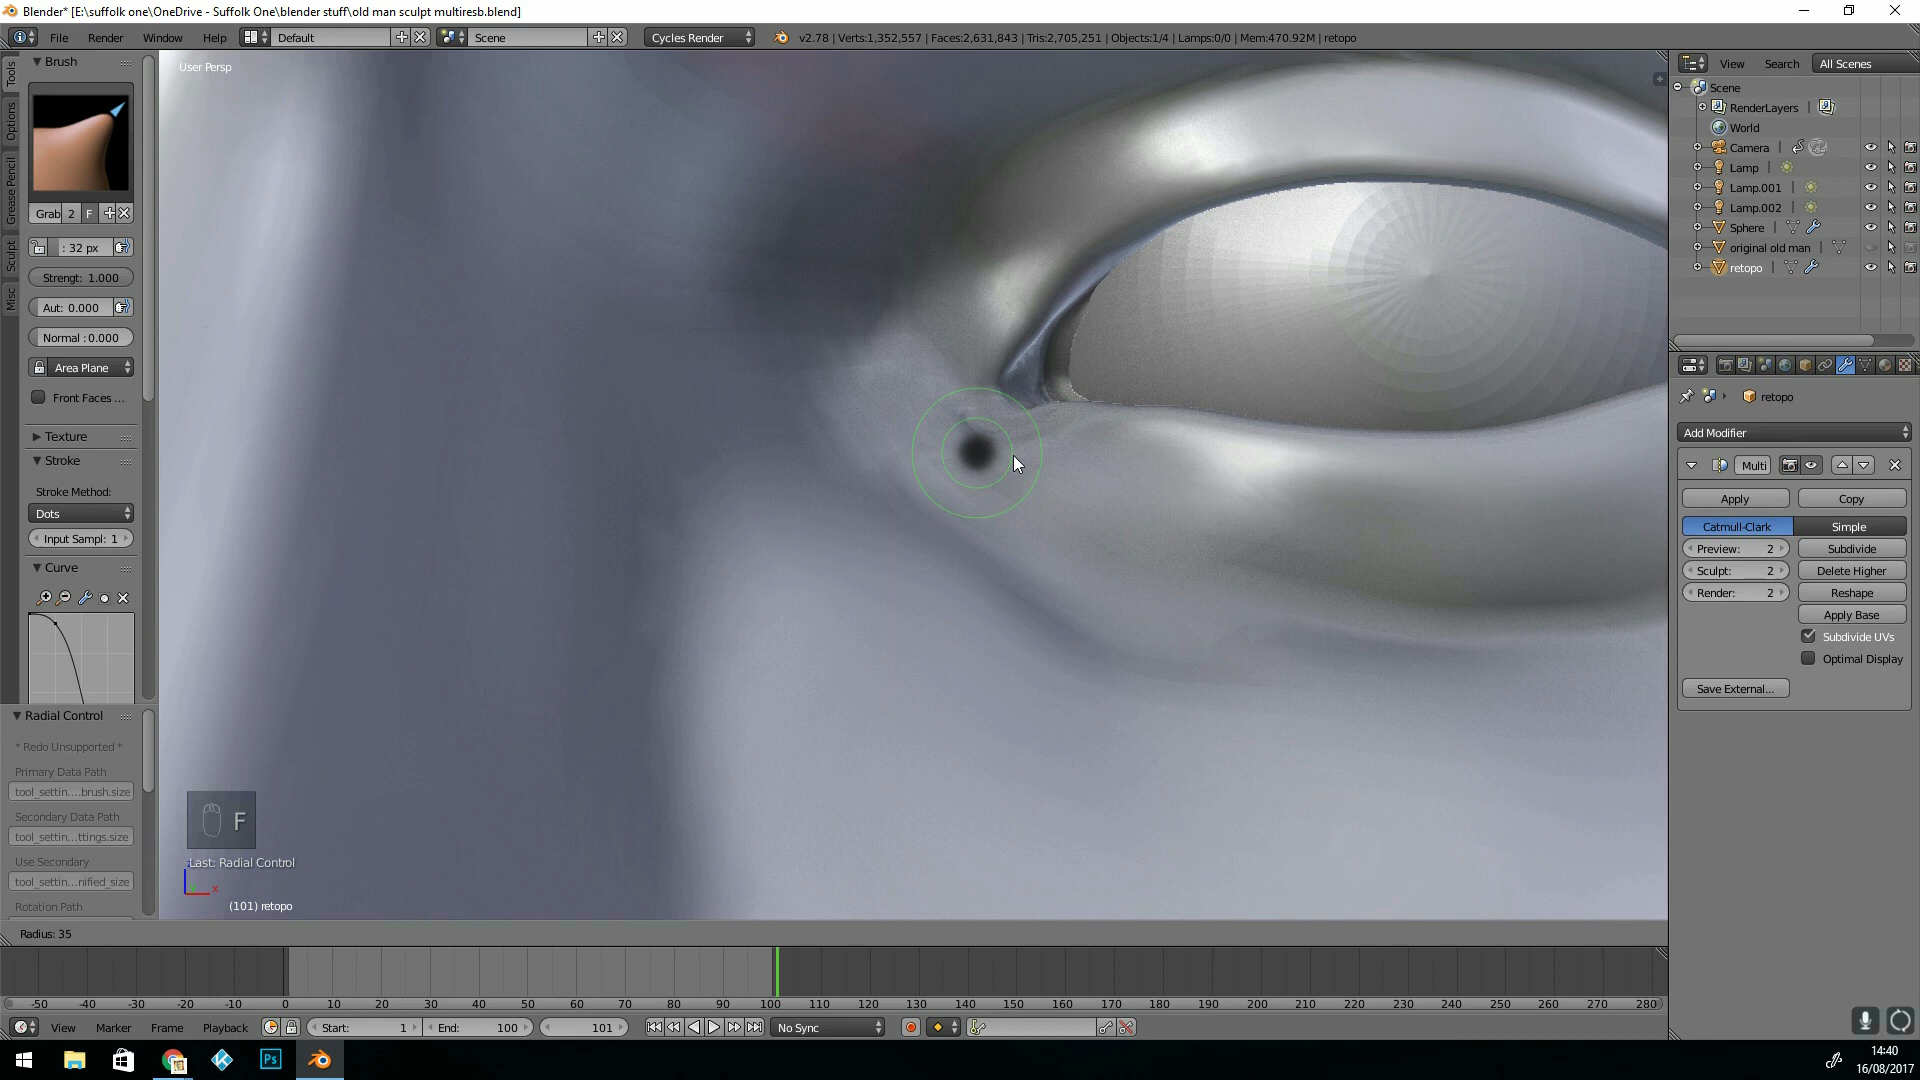 Blender* [E:\suffolk one\OneDrive - Suffolk One\blender stuff\old man sculpt multiresb.blend]
File Render Window Help Default Scene Cycles Render v2.78 | Verts:1,352,557 | Faces:2,631,843 | Tris:2,705,251 | Objects:1/4 | Lamps:0/0 | Mem:470.92M | retopo
Tools
Options
Grease Pencil
Sculpt
Misc
Brush
Grab 2 F
: 32 px
Strengt: 1.000
Aut: 0.000
Normal :0.000
Area Plane
Front Faces ...
Texture
Stroke
Stroke Method:
Dots
Input Sampl: 1
Curve
Radial Control
* Redo Unsupported *
Primary Data Path
tool_settin....brush.size
Secondary Data Path
tool_settin...ttings.size
Use Secondary
tool_settin...nified_size
Rotation Path
User Persp
F
Last: Radial Control
x
(101) retopo
View Search All Scenes
Scene
RenderLayers |
World
Camera |
Lamp |
Lamp.001
Lamp.002
Sphere |
original old man |
retopo |
retopo
Add Modifier
Multi
Apply Copy
Catmull-Clark Simple
Preview: 2 Subdivide
Sculpt: 2 Delete Higher
Render: 2 Reshape
Apply Base
Subdivide UVs
Optimal Display
Save External...
Radius: 35
-50 -40 -30 -20 -10 0 10 20 30 40 50 60 70 80 90 100 110 120 130 140 150 160 170 180 190 200 210 220 230 240 250 260 270 280
View Marker Frame Playback Start: 1 End: 100 101 No Sync
Ps
14:40
16/08/2017